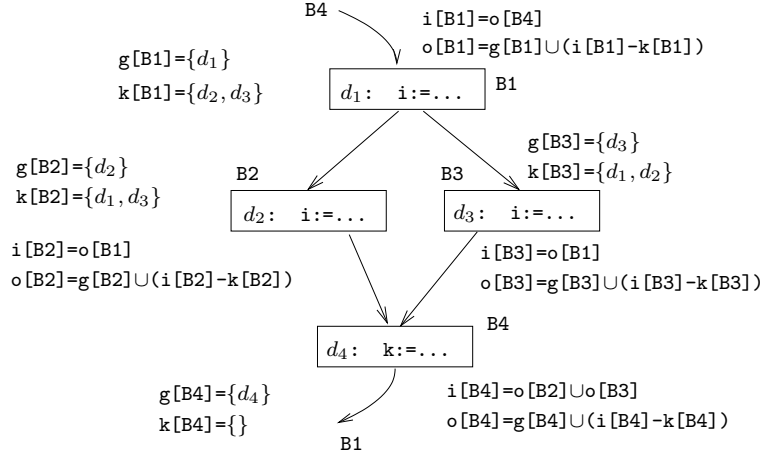 B4
i[B1]=o[B4]
o[B1]=g[B1]∪(i[B1]-k[B1])
g[B1]={d₁}
k[B1]={d₂, d₃}
B1
d₁: i:=...
g[B3]={d₃}
k[B3]={d₁, d₂}
g[B2]={d₂}
k[B2]={d₁, d₃}
B2
B3
d₂: i:=...
d₃: i:=...
i[B2]=o[B1]
o[B2]=g[B2]∪(i[B2]-k[B2])
i[B3]=o[B1]
o[B3]=g[B3]∪(i[B3]-k[B3])
B4
d₄: k:=...
g[B4]={d₄}
k[B4]={}
B1
i[B4]=o[B2]∪o[B3]
o[B4]=g[B4]∪(i[B4]-k[B4])